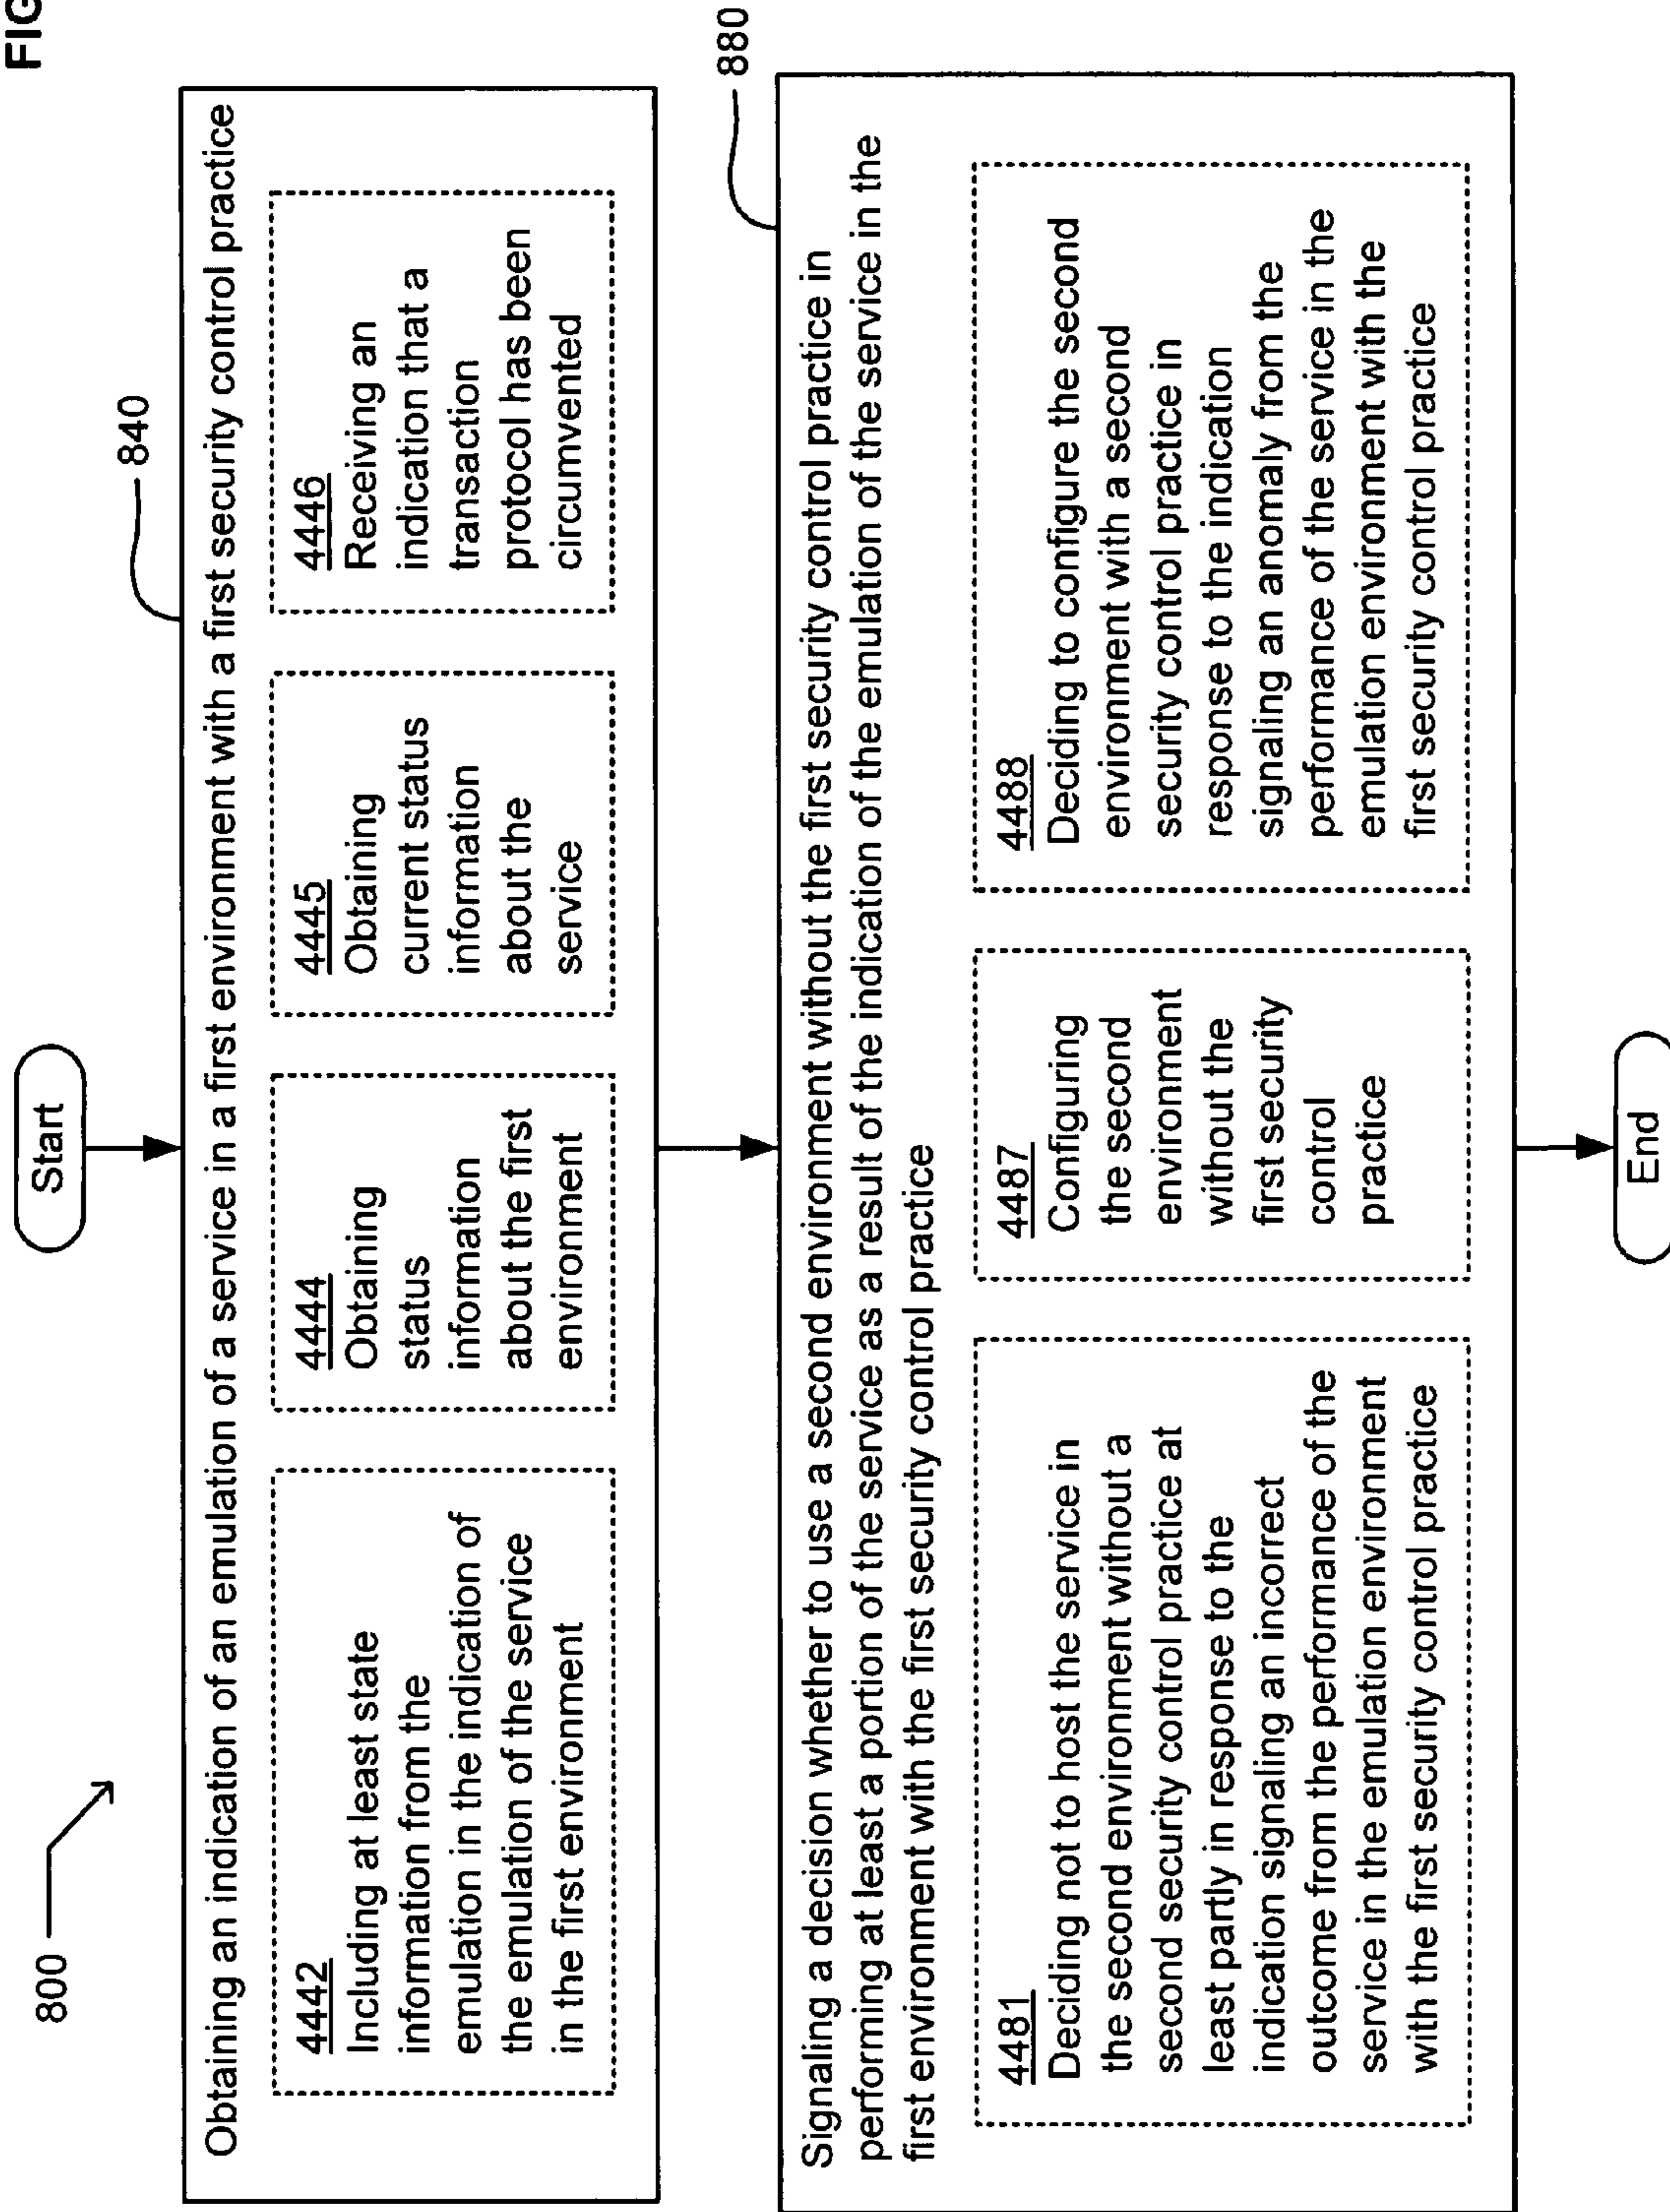 FIG
800
Start
840
Obtaining an indication of an emulation of a service in a first environment with a first security control practice
4442
Including at least state
information from the
emulation in the indication of
the emulation of the service
in the first environment
4444
Obtaining
status
information
about the first
environment
4445
Obtaining
current status
information
about the
service
4446
Receiving an
indication that a
transaction
protocol has been
circumvented
880
Signaling a decision whether to use a second environment without the first security control practice in
performing at least a portion of the service as a result of the indication of the emulation of the service in the
first environment with the first security control practice
4481
Deciding not to host the service in
the second environment without a
second security control practice at
least partly in response to the
indication signaling an incorrect
outcome from the performance of the
service in the emulation environment
with the first security control practice
4487
Configuring
the second
environment
without the
first security
control
practice
4488
Deciding to configure the second
environment with a second
security control practice in
response to the indication
signaling an anomaly from the
performance of the service in the
emulation environment with the
first security control practice
End